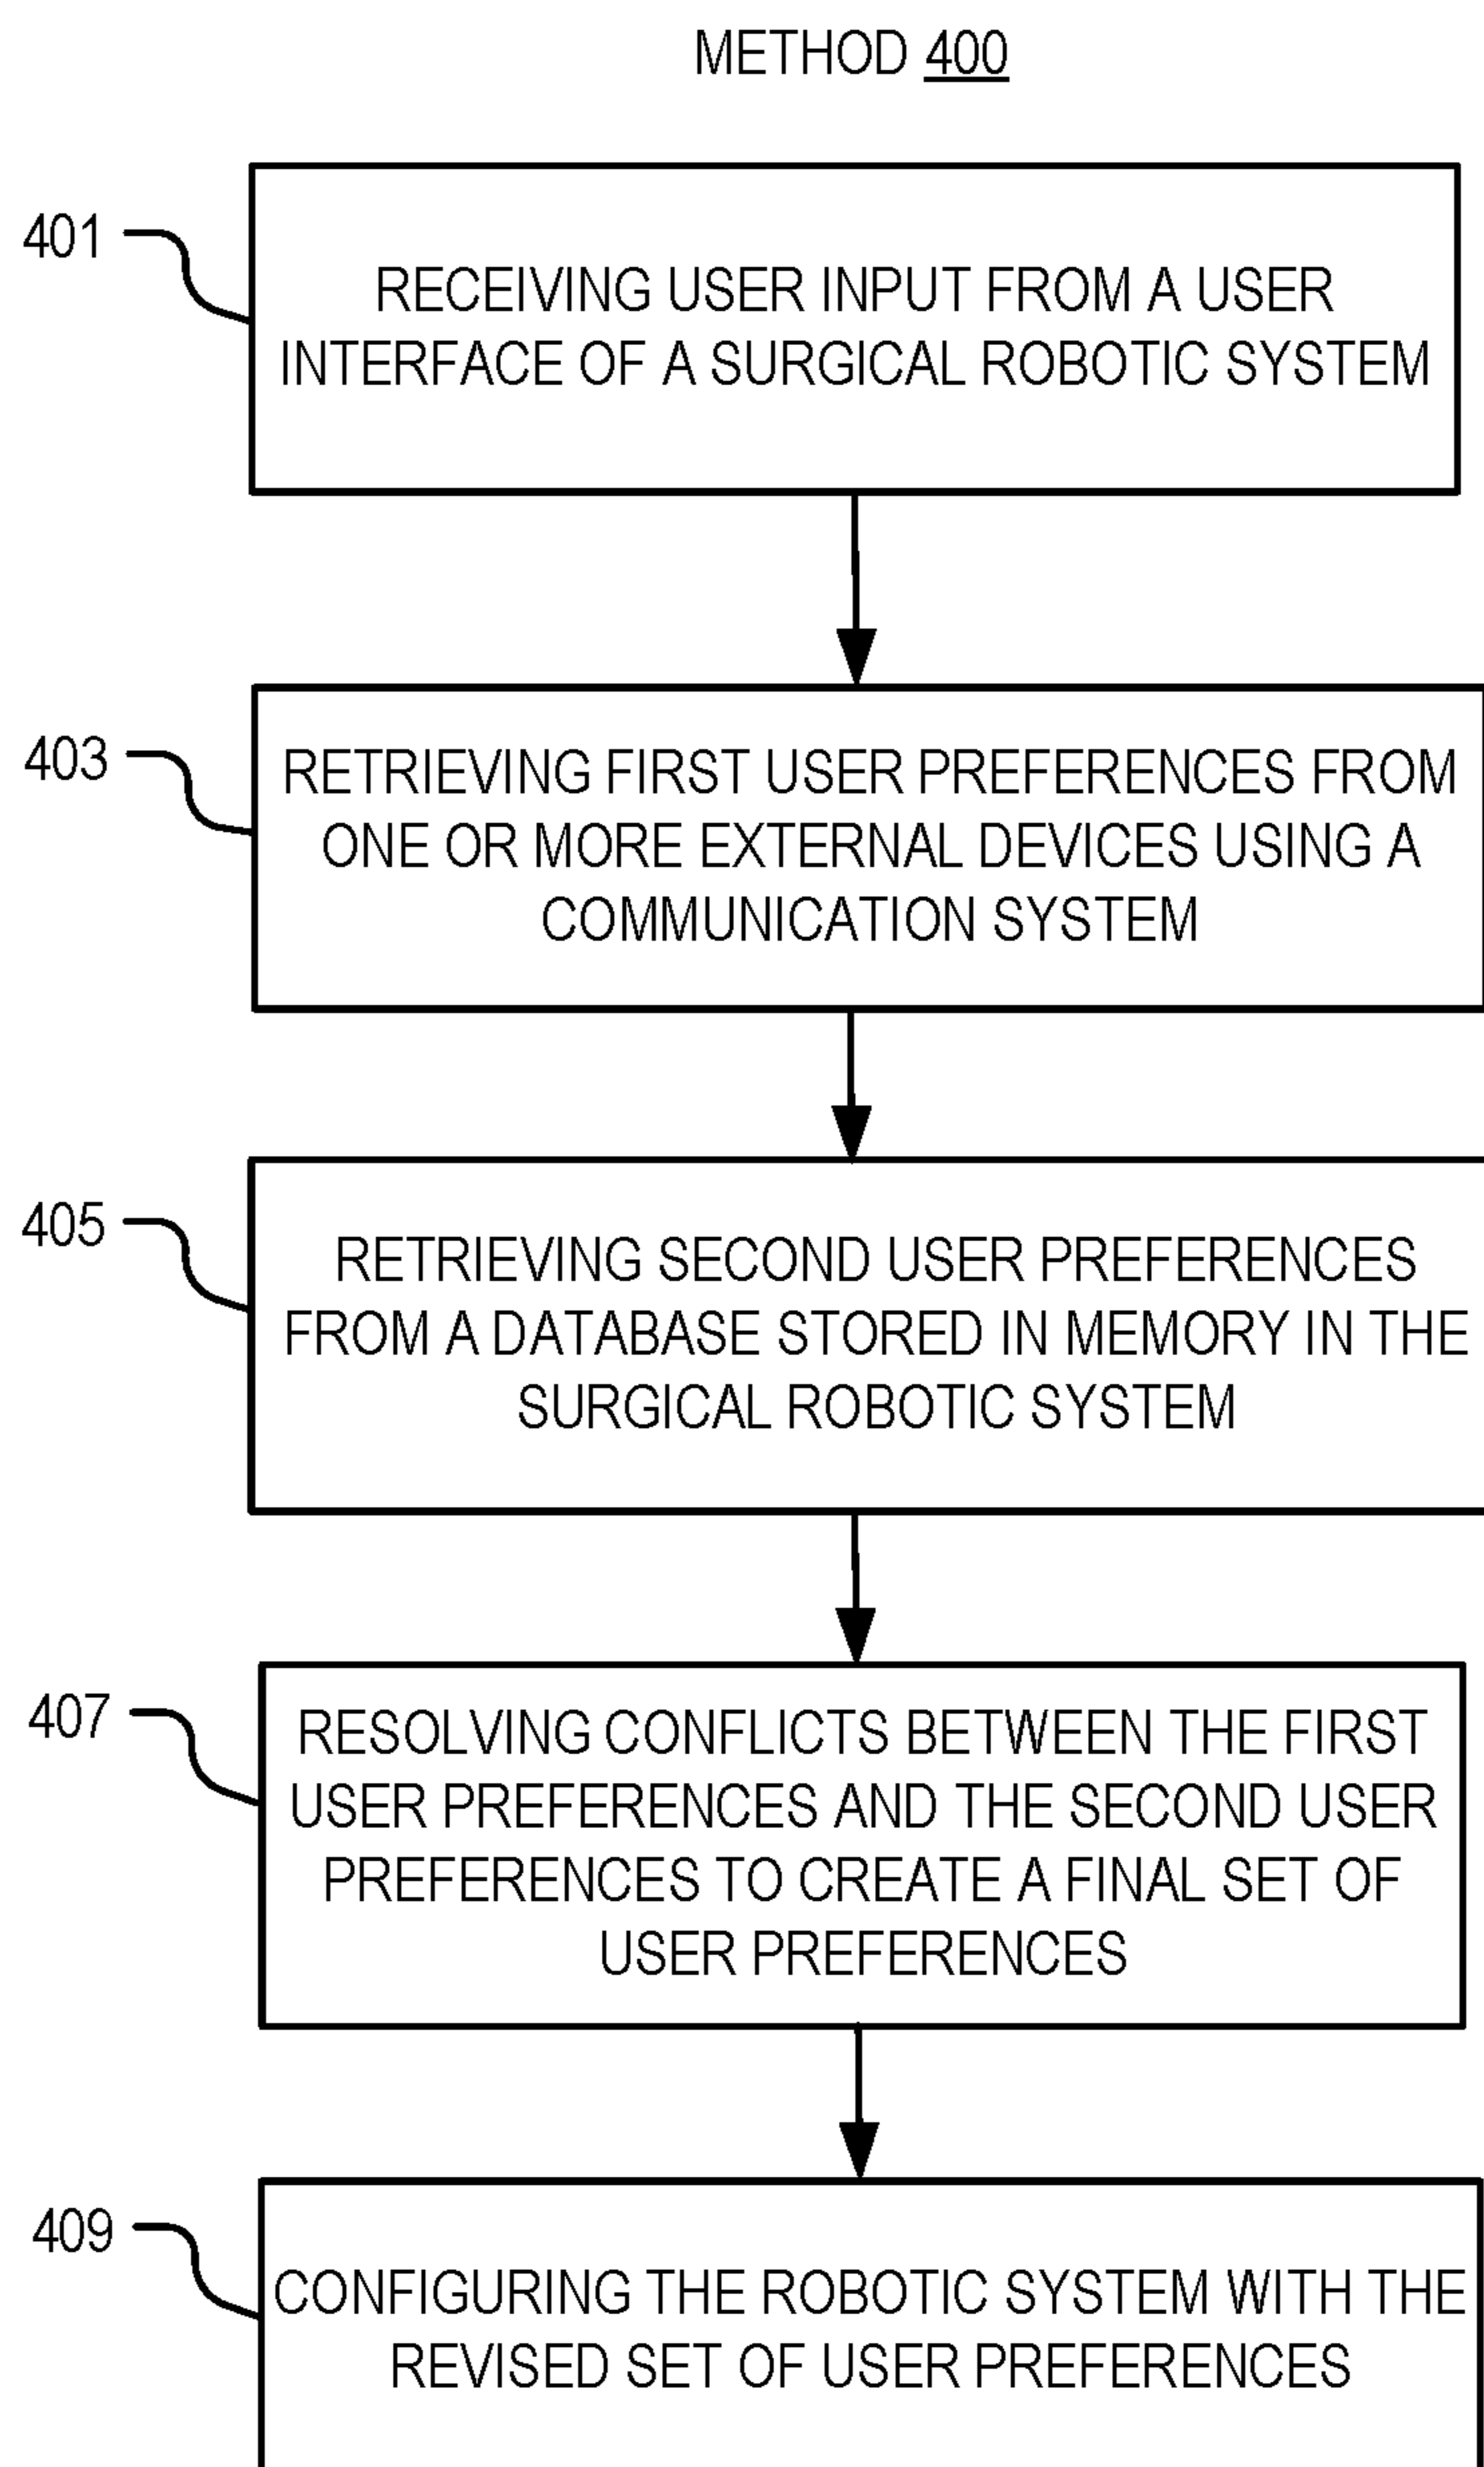 METHOD 400
401
RECEIVING USER INPUT FROM A USER
INTERFACE OF A SURGICAL ROBOTIC SYSTEM
403
RETRIEVING FIRST USER PREFERENCES FROM
ONE OR MORE EXTERNAL DEVICES USING A
COMMUNICATION SYSTEM
405
RETRIEVING SECOND USER PREFERENCES
FROM A DATABASE STORED IN MEMORY IN THE
SURGICAL ROBOTIC SYSTEM
407
RESOLVING CONFLICTS BETWEEN THE FIRST
USER PREFERENCES AND THE SECOND USER
PREFERENCES TO CREATE A FINAL SET OF
USER PREFERENCES
409
CONFIGURING THE ROBOTIC SYSTEM WITH THE
REVISED SET OF USER PREFERENCES